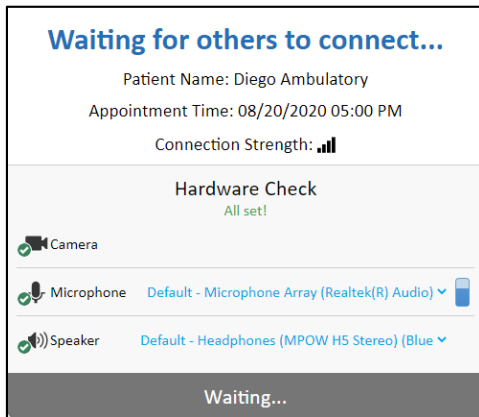 Waiting for others to connect...
Patient Name: Diego Ambulatory
Appointment Time: 08/20/2020 05:00 PM
Connection Strength:
Hardware Check
All set!
Camera
Microphone Default - Microphone Array (Realtek(R) Audio)
Speaker Default - Headphones (MPOW H5 Stereo) (Blue
Waiting...